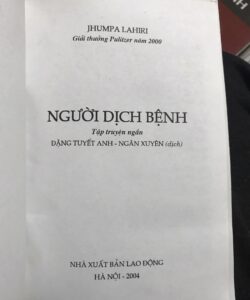 JHUMPA LAHIRI
Giải thưởng Pulitzer năm 2000
NGƯỜI DỊCH BỆNH
Tập truyện ngắn
ĐẶNG TUYẾT ANH - NGÂN XUYÊN (dịch)
NHÀ XUẤT BẢN LAO ĐỘNG
HÀ NỘI - 2004